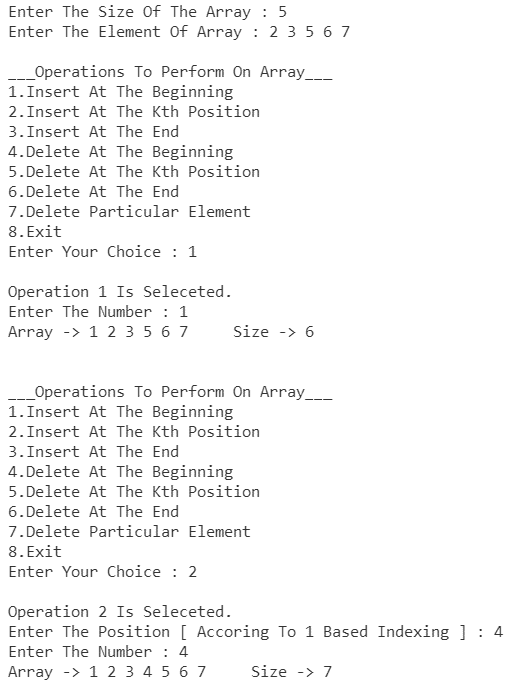 Enter The Size Of The Array : 5
Enter The Element Of Array : 2 3 5 6 7
___Operations To Perform On Array___
1.Insert At The Beginning
2.Insert At The Kth Position
3.Insert At The End
4.Delete At The Beginning
5.Delete At The Kth Position
6.Delete At The End
7.Delete Particular Element
8.Exit
Enter Your Choice : 1
Operation 1 Is Seleceted.
Enter The Number : 1
Array -> 1 2 3 5 6 7     Size -> 6
___Operations To Perform On Array___
1.Insert At The Beginning
2.Insert At The Kth Position
3.Insert At The End
4.Delete At The Beginning
5.Delete At The Kth Position
6.Delete At The End
7.Delete Particular Element
8.Exit
Enter Your Choice : 2
Operation 2 Is Seleceted.
Enter The Position [ Accoring To 1 Based Indexing ] : 4
Enter The Number : 4
Array -> 1 2 3 4 5 6 7     Size -> 7